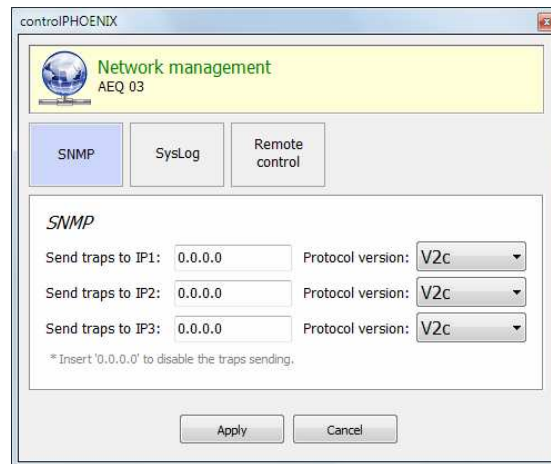 controlPHOENIX
Network management
AEQ 03
SNMP
SysLog
Remote
control
SNMP
Send traps to IP1: 0.0.0.0 Protocol version: V2c
Send traps to IP2: 0.0.0.0 Protocol version: V2c
Send traps to IP3: 0.0.0.0 Protocol version: V2c
* Insert '0.0.0.0' to disable the traps sending.
Apply Cancel